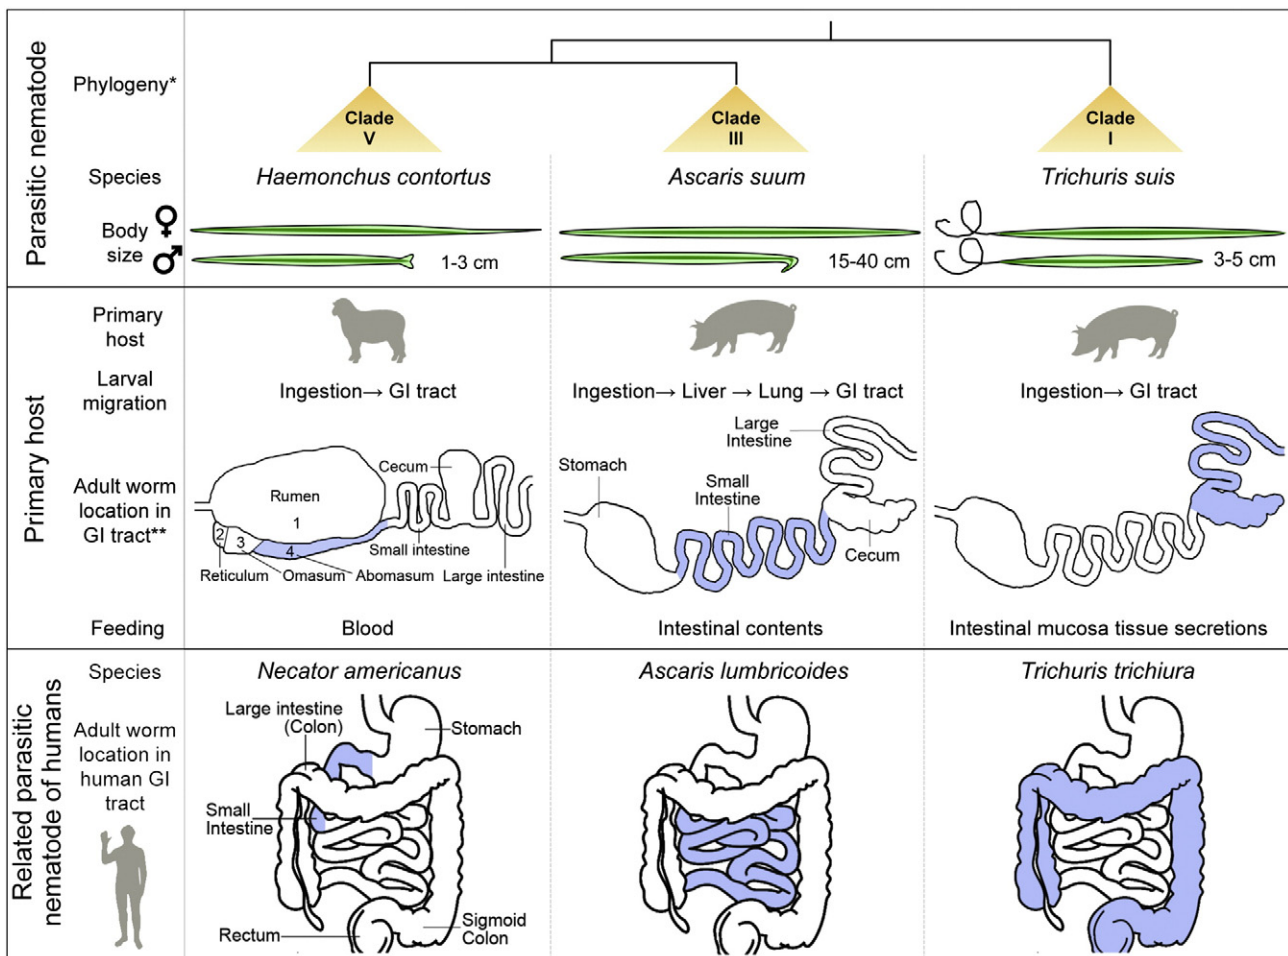 Parasitic nematode
Phylogeny*
Clade
V
Clade
III
Clade
I
Species
Haemonchus contortus
Ascaris suum
Trichuris suis
Body
size
♀
♂
1-3 cm
15-40 cm
3-5 cm
Primary host
Primary
host
Larval
migration
Ingestion→ GI tract
Ingestion→ Liver → Lung → GI tract
Ingestion→ GI tract
Adult worm
location in
GI tract**
Rumen
1
2
3
4
Cecum
Small intestine
Reticulum
Omasum
Abomasum
Large intestine
Large
Intestine
Stomach
Small
Intestine
Cecum
Feeding
Blood
Intestinal contents
Intestinal mucosa tissue secretions
Related parasitic
nematode of humans
Species
Necator americanus
Ascaris lumbricoides
Trichuris trichiura
Adult worm
location in
human GI
tract
Large intestine
(Colon)
Stomach
Small
Intestine
Rectum
Sigmoid
Colon